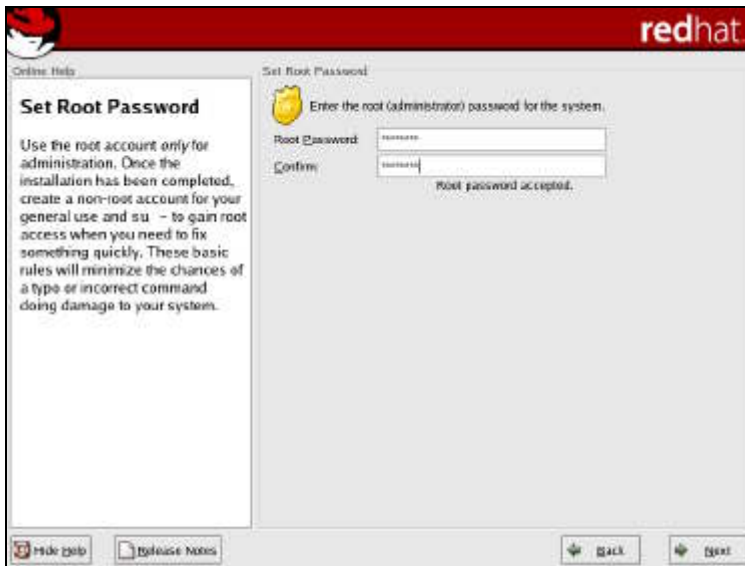 redhat.
Online Help
Set Root Password
Use the root account only for
administration. Once the
installation has been completed,
create a non-root account for your
general use and su - to gain root
access when you need to fix
something quickly. These basic
rules will minimize the chances of
a typo or incorrect command
doing damage to your system.
Set Root Password
Enter the root (administrator) password for the system.
Root Password:
********
Confirm:
********
Root password accepted.
Hide Help
Release Notes
Back
Next